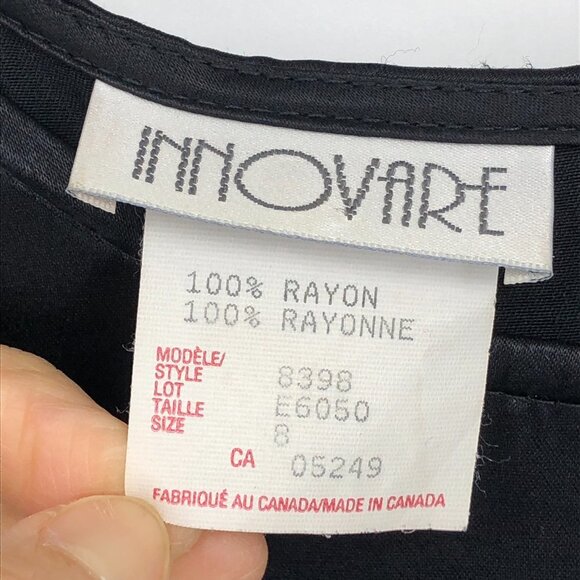 INNOVARE
100% RAYON
100% RAYONNE
MODÈLE/
STYLE 8398
LOT E6050
TAILLE
SIZE 8
CA 05249
FABRIQUÉ AU CANADA/MADE IN CANADA